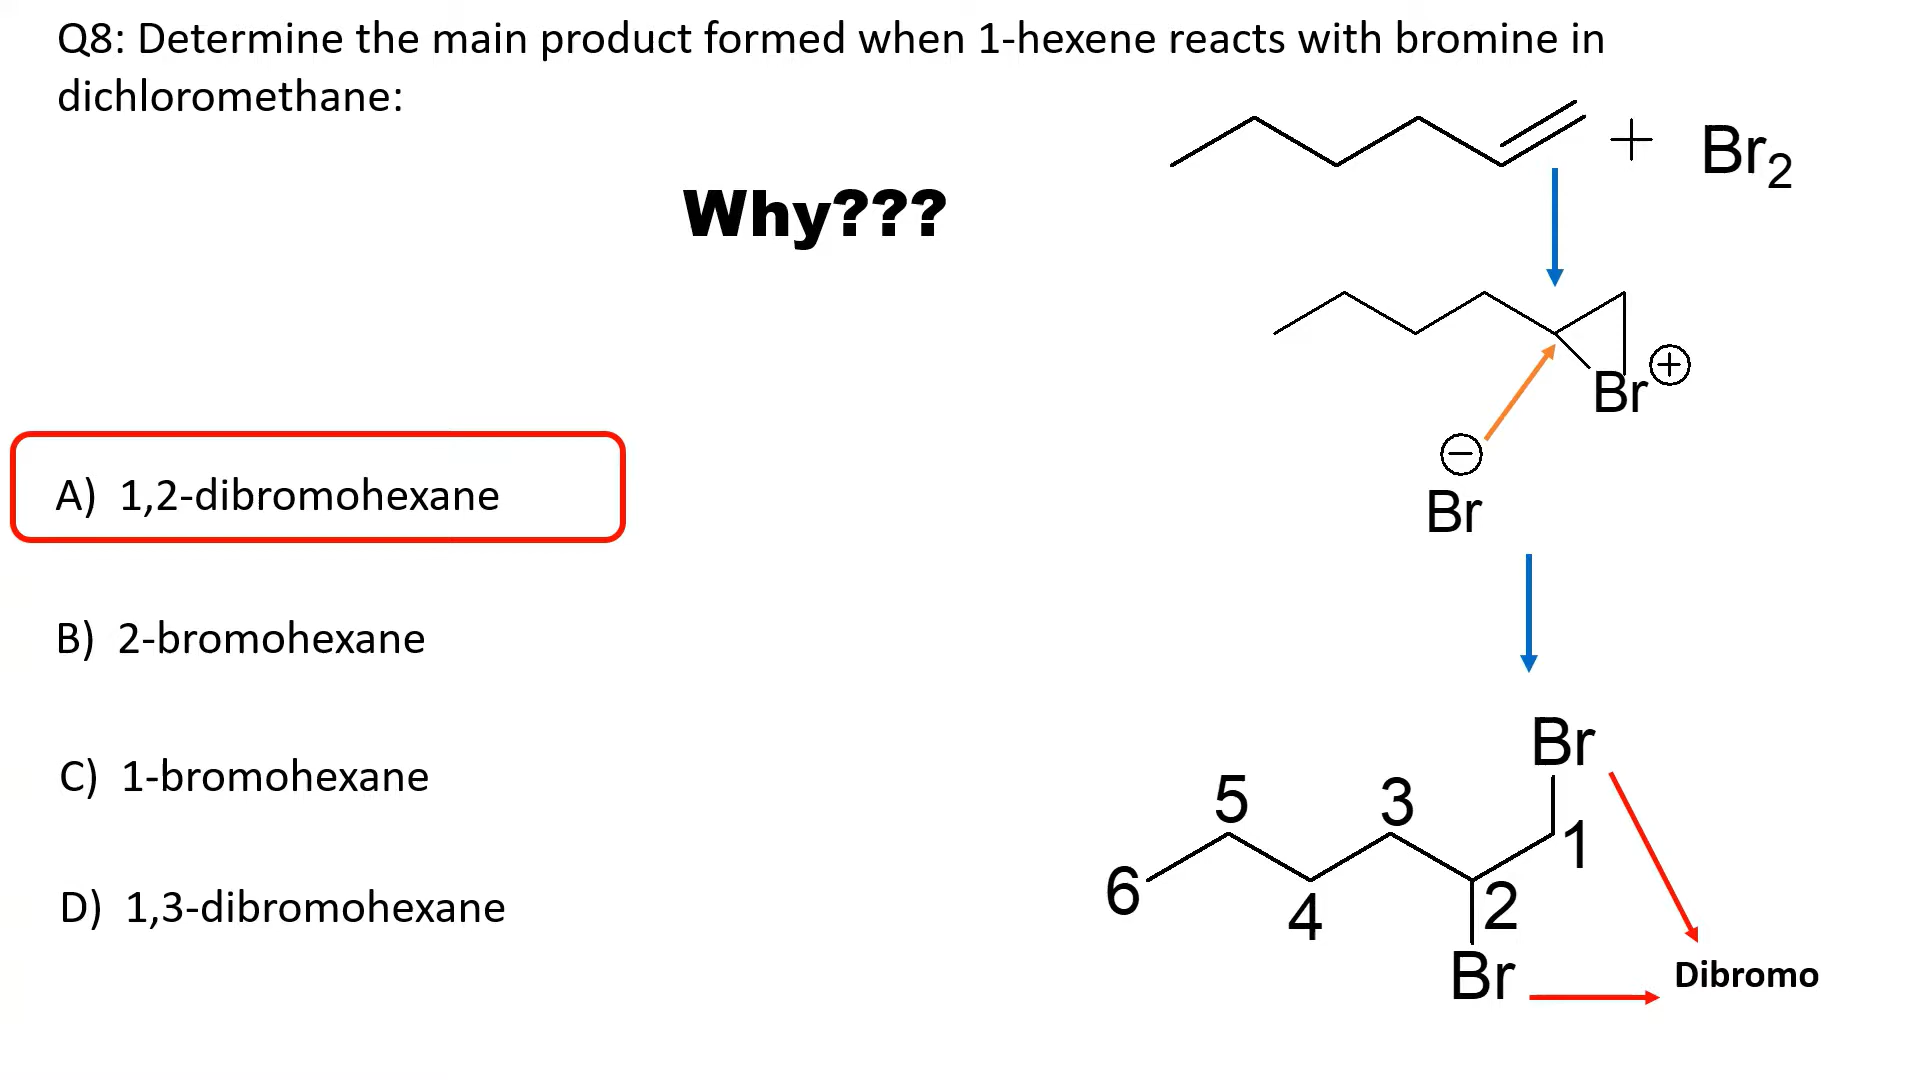 Q8: Determine the main product formed when 1-hexene reacts with bromine in
dichloromethane:
+ Br₂
Why???
Br ⊕
⊖
Br
A) 1,2-dibromohexane
B) 2-bromohexane
C) 1-bromohexane
D) 1,3-dibromohexane
Br
5 3 1
6 4 2
Br
Dibromo